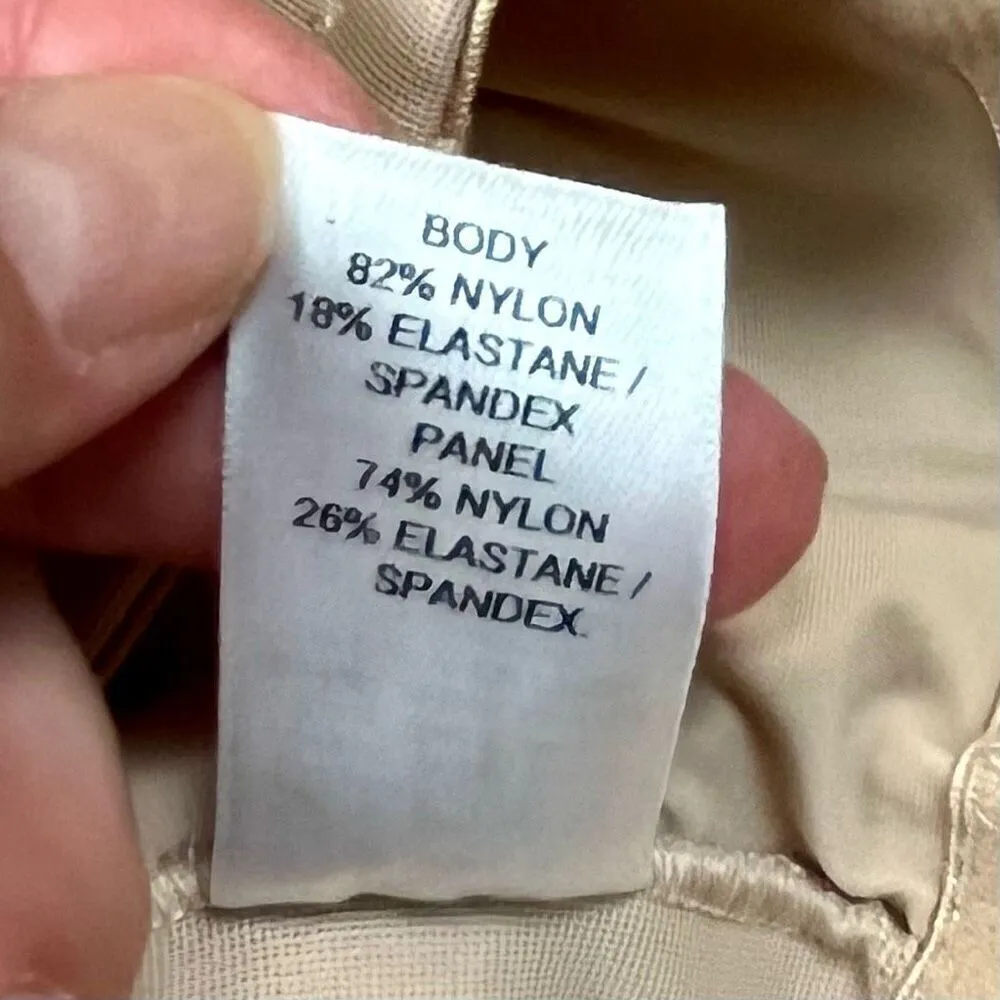 BODY
82% NYLON
18% ELASTANE /
SPANDEX
PANEL
74% NYLON
26% ELASTANE /
SPANDEX